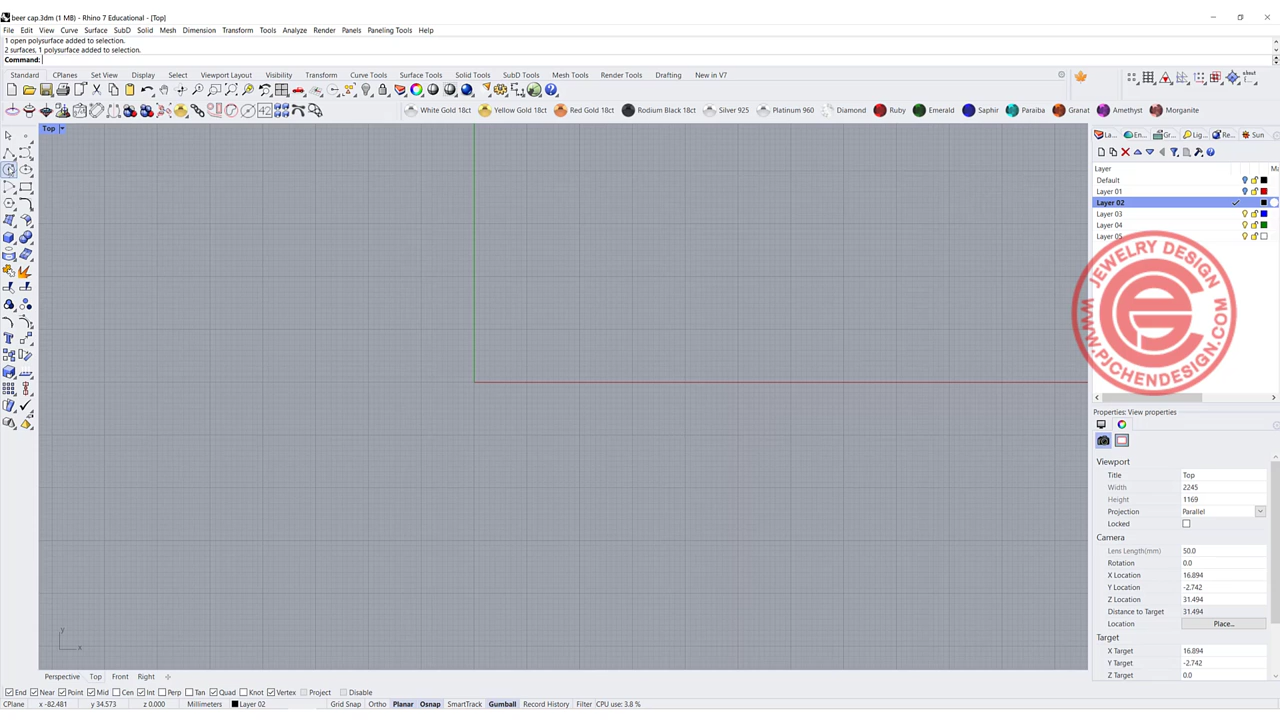 beer cap.3dm (1 MB) - Rhino 7 Educational - [Top]
File Edit View Curve Surface SubD Solid Mesh Dimension Transform Tools Analyze Render Panels Paneling Tools Help
1 open polysurface added to selection.
2 surfaces, 1 polysurface added to selection.
Command:
Standard CPlanes Set View Display Select Viewport Layout Visibility Transform Curve Tools Surface Tools Solid Tools SubD Tools Mesh Tools Render Tools Drafting New in V7
White Gold 18ct Yellow Gold 18ct Red Gold 18ct Rodium Black 18ct Silver 925 Platinum 960 Diamond Ruby Emerald Saphir Paraiba Granat Amethyst Morganite
Top
La... En... Gr... Lig... Re... Sun
Layer Ma
Default
Layer 01
Layer 02
Layer 03
Layer 04
Layer 05
JEWELRY DESIGN
WWW.PJCHENDESIGN.COM
Properties: View properties
Viewport
Title Top
Width 2245
Height 1169
Projection Parallel
Locked
Camera
Lens Length(mm) 50.0
Rotation 0.0
X Location 16.894
Y Location -2.742
Z Location 31.494
Distance to Target 31.494
Location Place...
Target
X Target 16.894
Y Target -2.742
Z Target 0.0
y
x
Perspective Top Front Right
End Near Point Mid Cen Int Perp Tan Quad Knot Vertex Project Disable
CPlane x -82.481 y 34.573 z 0.000 Millimeters Layer 02 Grid Snap Ortho Planar Osnap SmartTrack Gumball Record History Filter CPU use: 3.8 %